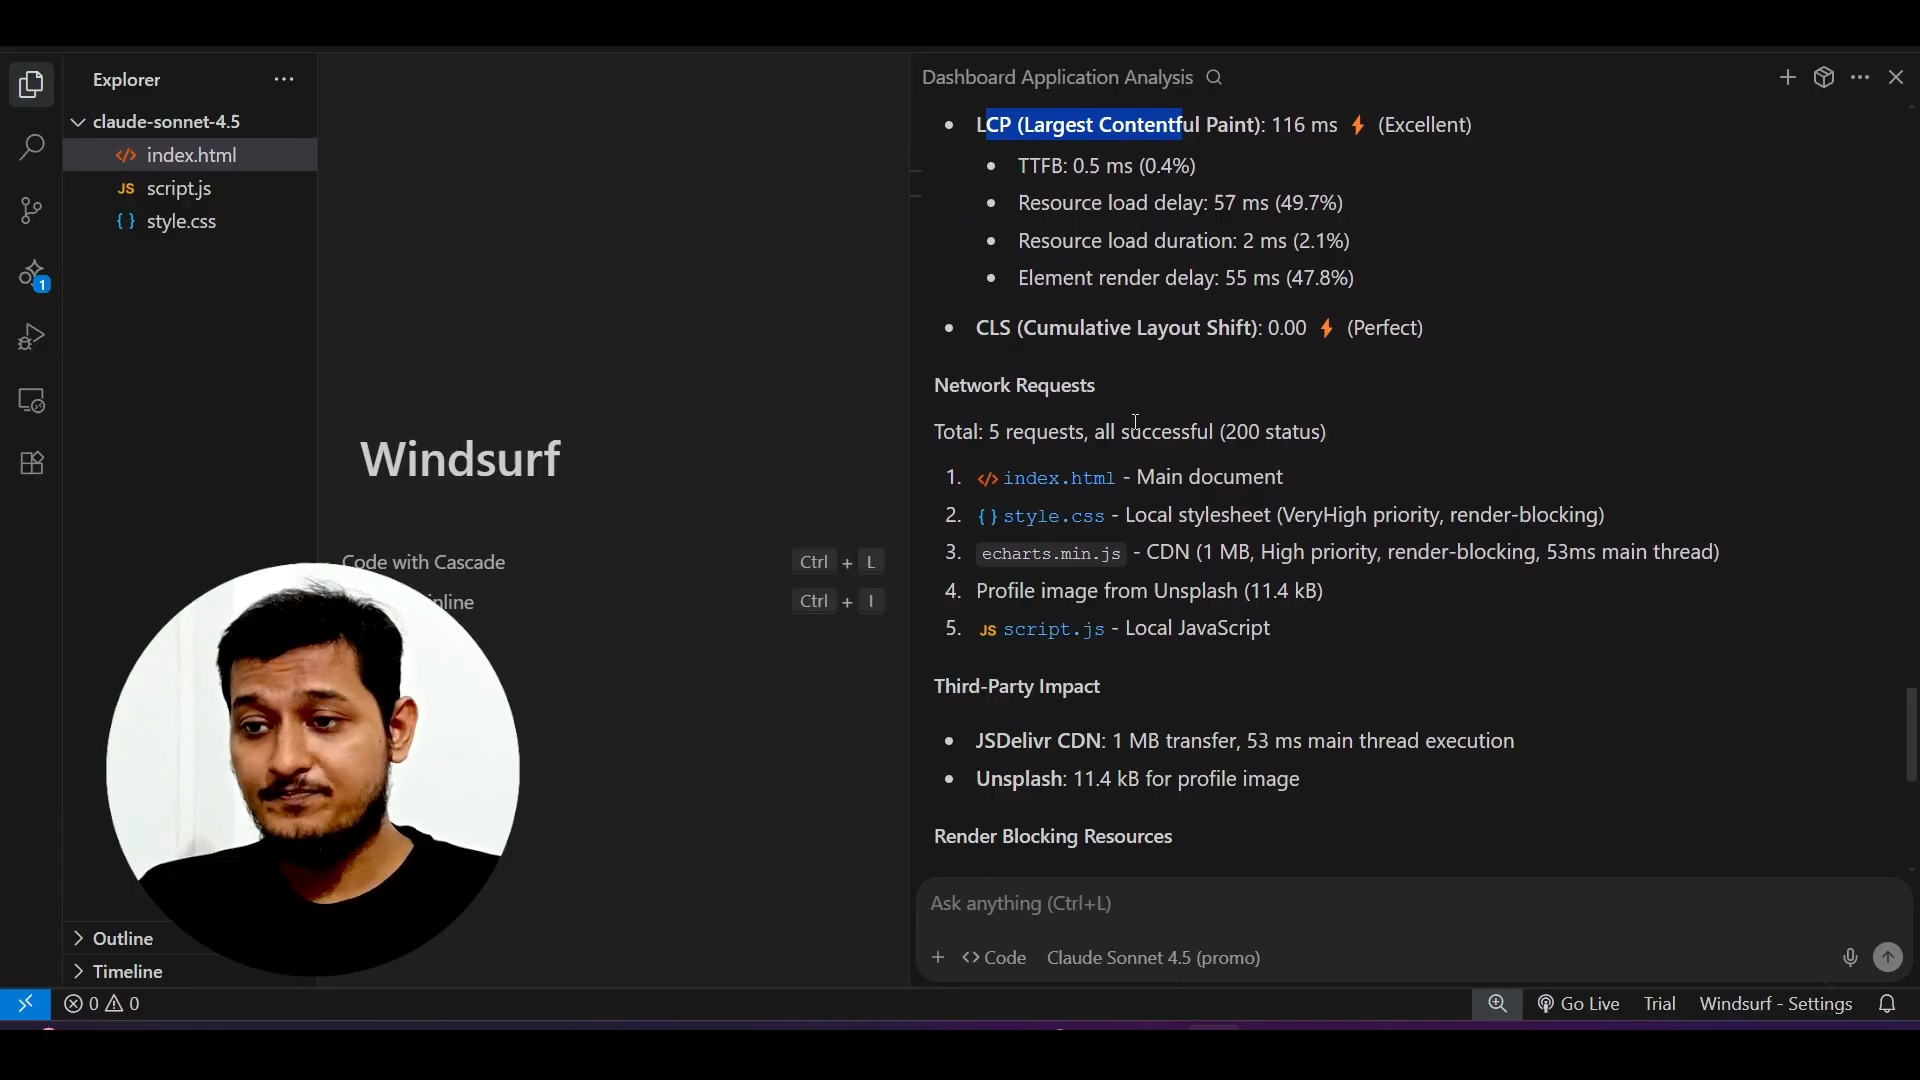 Explorer
claude-sonnet-4.5
</> index.html
JS script.js
{ } style.css
1
Outline
Timeline
Windsurf
Code with Cascade Ctrl + L
nline Ctrl + I
Dashboard Application Analysis
• LCP (Largest Contentful Paint): 116 ms ⚡ (Excellent)
• TTFB: 0.5 ms (0.4%)
• Resource load delay: 57 ms (49.7%)
• Resource load duration: 2 ms (2.1%)
• Element render delay: 55 ms (47.8%)
• CLS (Cumulative Layout Shift): 0.00 ⚡ (Perfect)
Network Requests
Total: 5 requests, all successful (200 status)
1. </> index.html - Main document
2. { } style.css - Local stylesheet (VeryHigh priority, render-blocking)
3. echarts.min.js - CDN (1 MB, High priority, render-blocking, 53ms main thread)
4. Profile image from Unsplash (11.4 kB)
5. JS script.js - Local JavaScript
Third-Party Impact
• JSDelivr CDN: 1 MB transfer, 53 ms main thread execution
• Unsplash: 11.4 kB for profile image
Render Blocking Resources
Ask anything (Ctrl+L)
+ <> Code Claude Sonnet 4.5 (promo)
0 0 Go Live Trial Windsurf - Settings